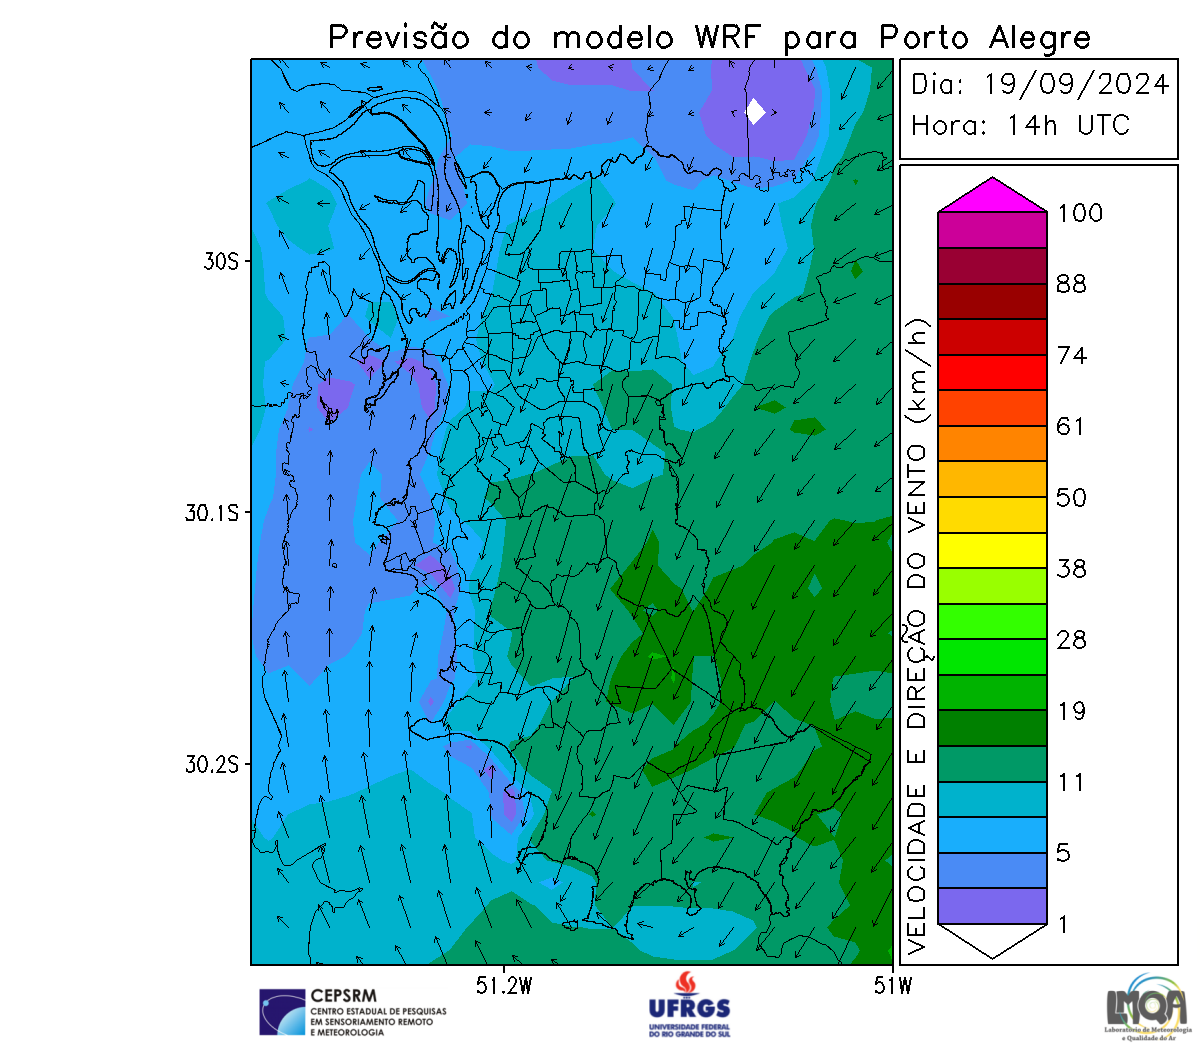 Previsão do modelo WRF para Porto Alegre
Dia: 19/09/2024
Hora: 14h UTC
30S
30.1S
30.2S
51.2W
51W
VELOCIDADE E DIREÇÃO DO VENTO (km/h)
100
88
74
61
50
38
28
19
11
5
1
CEPSRM
CENTRO ESTADUAL DE PESQUISAS
EM SENSORIAMENTO REMOTO
E METEOROLOGIA
UFRGS
UNIVERSIDADE FEDERAL
DO RIO GRANDE DO SUL
LMQA
Laboratório de Meteorologia
e Qualidade do Ar